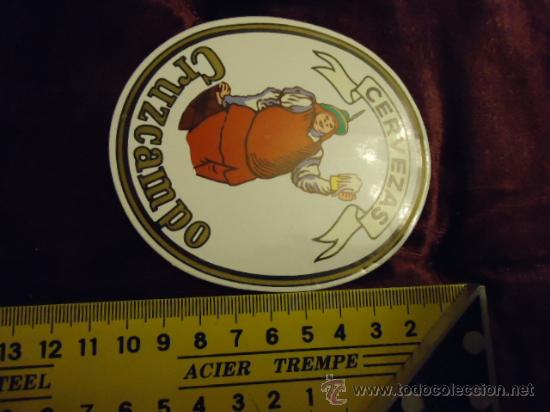 CERVEZAS
Cruzcampo
13 12 11 10 9 8 7 6 5 4 3 2
STEEL ACIER TREMPE
www.todocoleccion.net